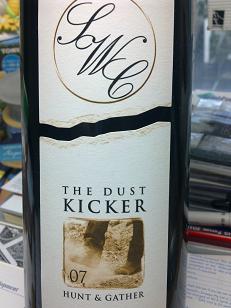 SWC
THE DUST
KICKER
07
HUNT & GATHER